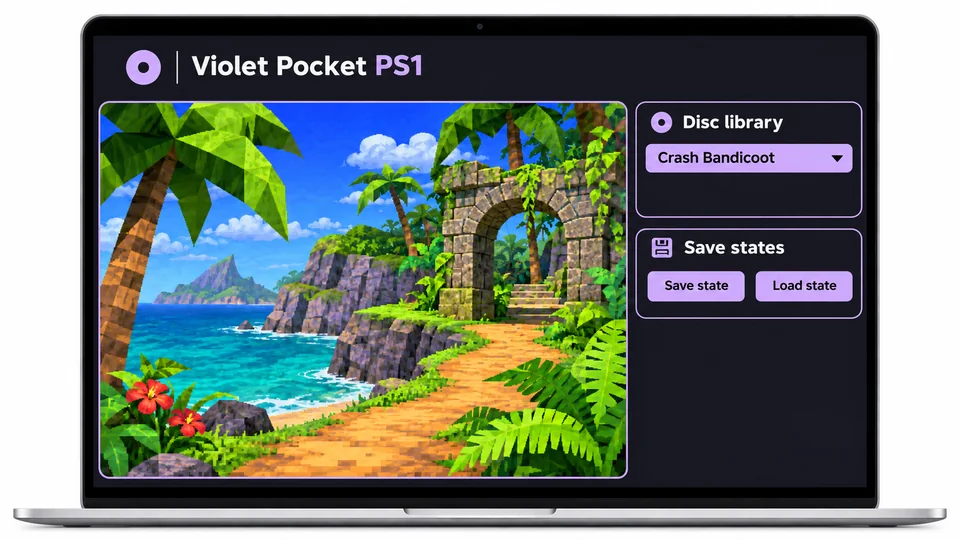 Violet Pocket PS1
Disc library
Crash Bandicoot
Save states
Save state
Load state